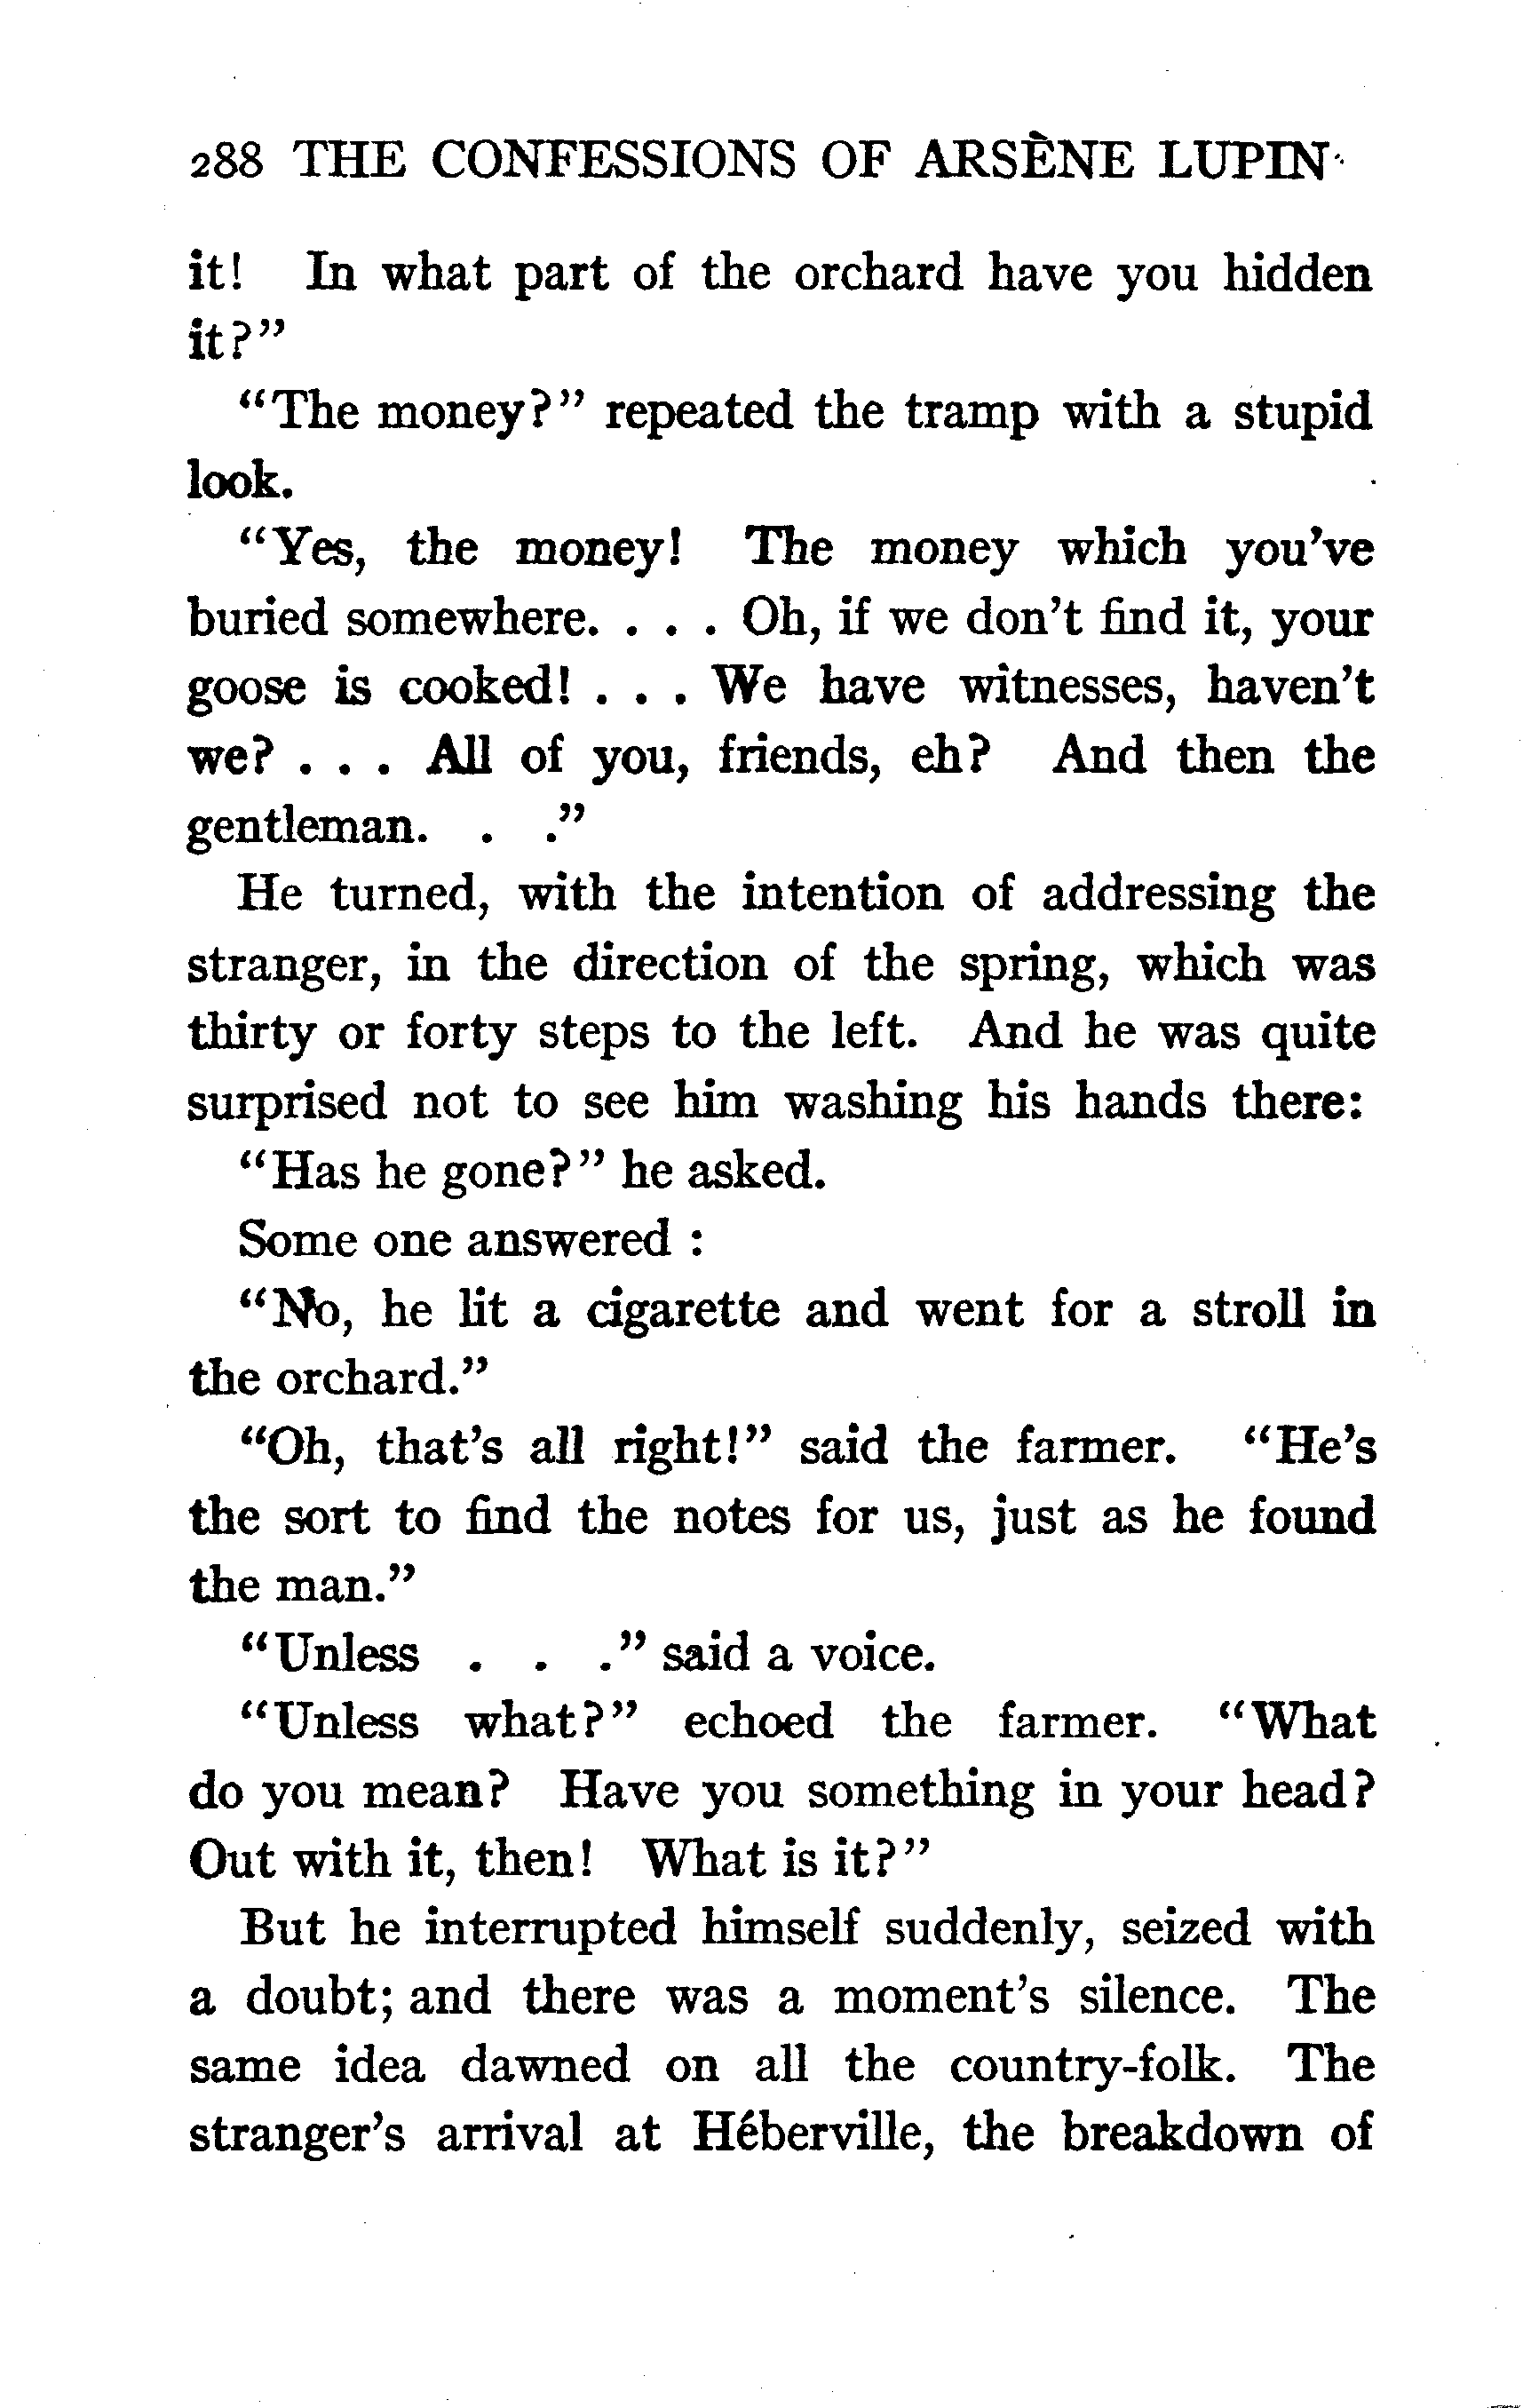 288 THE CONFESSIONS OF ARSÈNE LUPIN
it! In what part of the orchard have you hidden
it?”
“The money?” repeated the tramp with a stupid
look.
“Yes, the money! The money which you've
buried somewhere. . . . Oh, if we don't find it, your
goose is cooked! . . . We have witnesses, haven't
we? . . . All of you, friends, eh? And then the
gentleman. . .”
He turned, with the intention of addressing the
stranger, in the direction of the spring, which was
thirty or forty steps to the left. And he was quite
surprised not to see him washing his hands there:
“Has he gone?” he asked.
Some one answered :
“No, he lit a cigarette and went for a stroll in
the orchard.”
“Oh, that's all right!” said the farmer. “He's
the sort to find the notes for us, just as he found
the man.”
“Unless . . .” said a voice.
“Unless what?” echoed the farmer. “What
do you mean? Have you something in your head?
Out with it, then! What is it?”
But he interrupted himself suddenly, seized with
a doubt; and there was a moment's silence. The
same idea dawned on all the country-folk. The
stranger's arrival at Héberville, the breakdown of